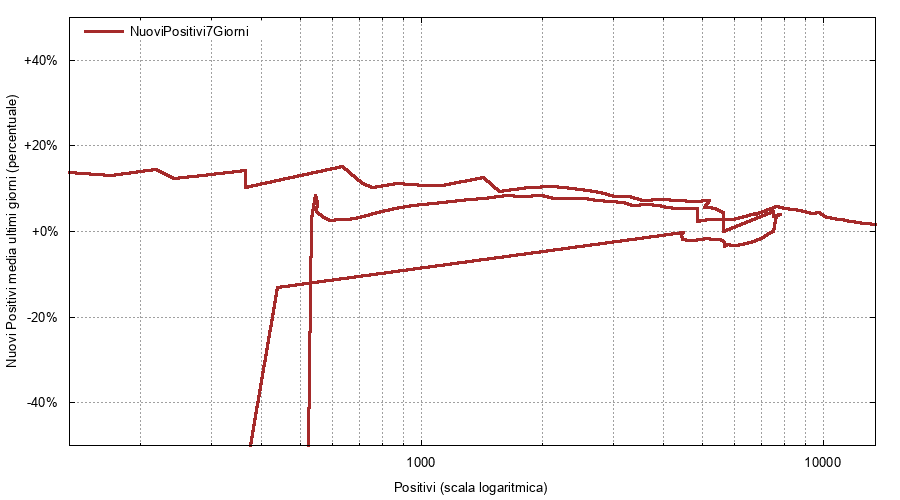 NuoviPositivi7Giorni
+40%
+20%
+0%
-20%
-40%
Nuovi Positivi media ultimi giorni (percentuale)
1000
10000
Positivi (scala logaritmica)